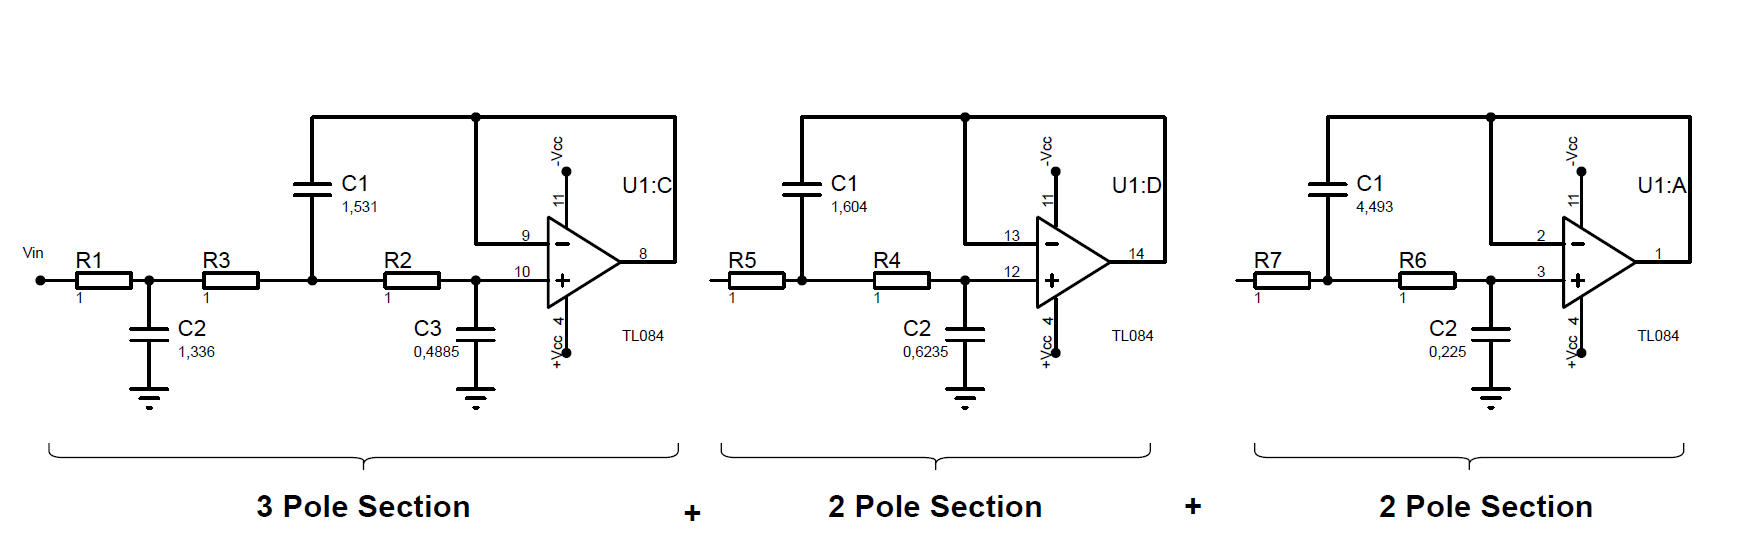 -Vcc
-Vcc
-Vcc
C1
1,531
11
U1:C
C1
1,604
11
U1:D
C1
4,493
11
U1:A
Vin
R1
1
R3
1
R2
1
9
10
8
R5
1
R4
1
13
12
14
R7
1
R6
1
2
3
1
C2
1,336
C3
0,4885
4
+Vcc
TL084
C2
0,6235
4
+Vcc
TL084
C2
0,225
4
+Vcc
TL084
3 Pole Section
+
2 Pole Section
+
2 Pole Section